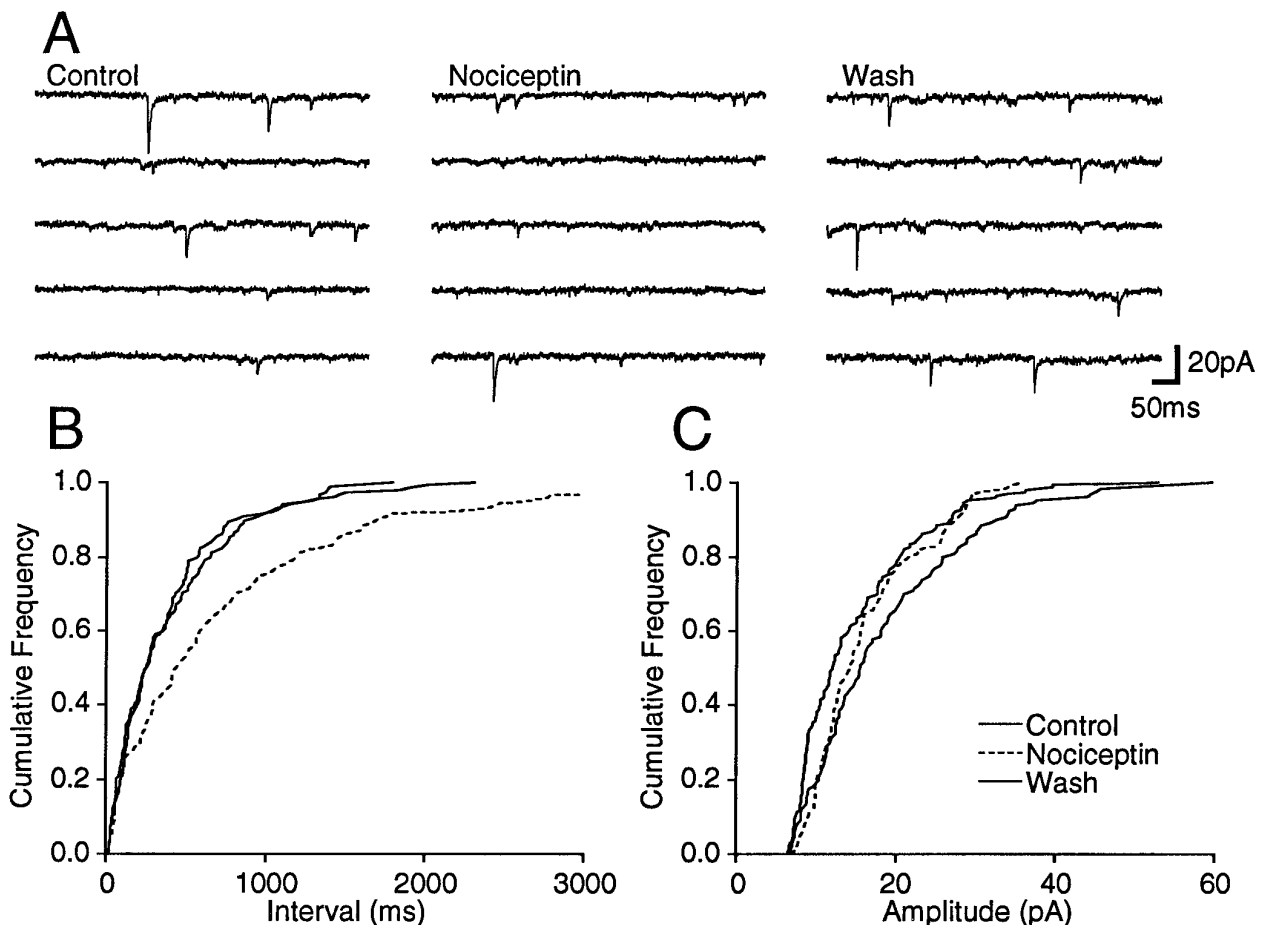 A
Control
Nociceptin
Wash
20pA
50ms
B
1.0
0.8
0.6
0.4
0.2
0.0
Cumulative Frequency
0
1000
2000
3000
Interval (ms)
C
1.0
0.8
0.6
0.4
0.2
0.0
Cumulative Frequency
Control
Nociceptin
Wash
0
20
40
60
Amplitude (pA)